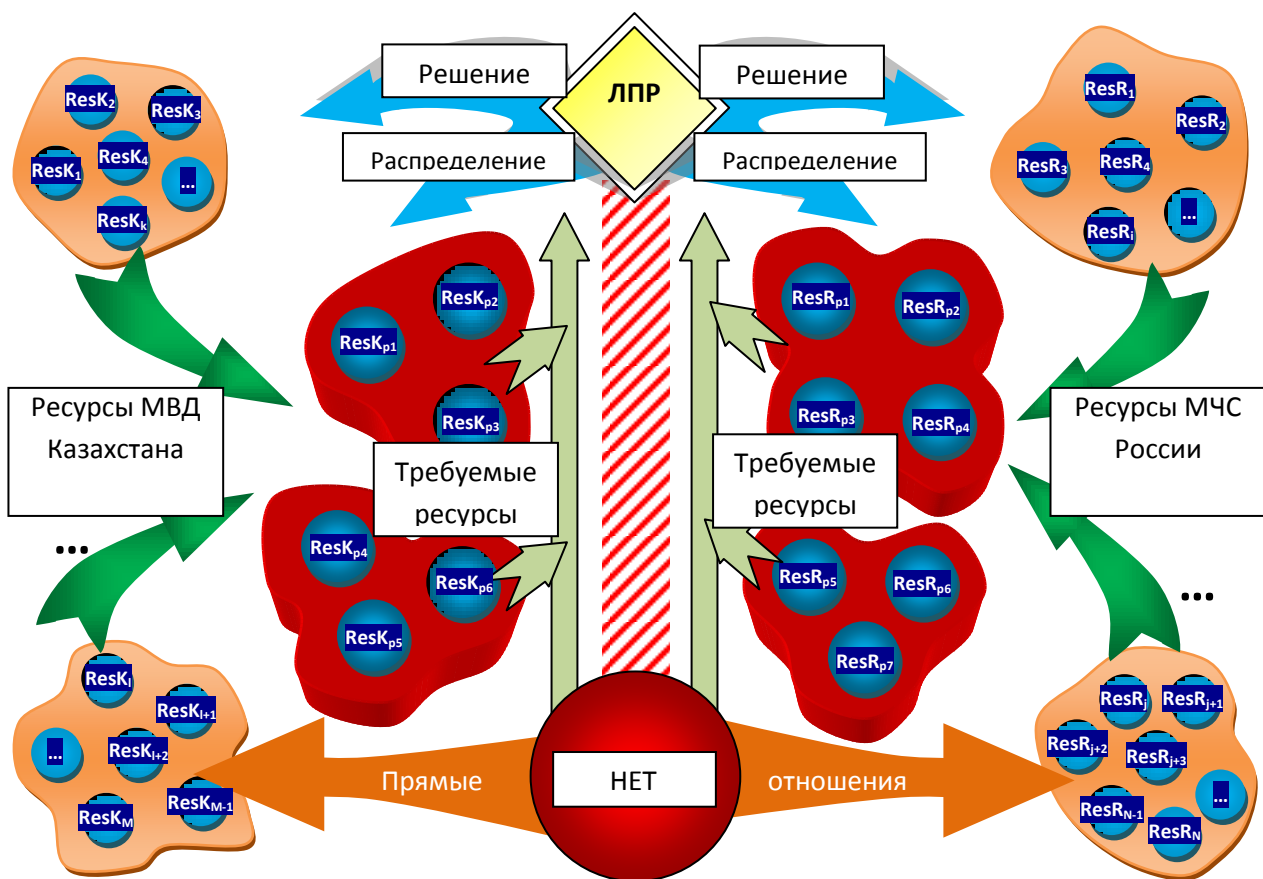 Решение
ЛПР
Решение
Распределение
Распределение
ResK₂
ResK₃
ResK₄
ResK₁
...
ResKₖ
ResR₁
ResR₂
ResR₃
ResR₄
...
ResRᵢ
ResKp2
ResKp1
ResKp3
ResRp1
ResRp2
ResRp3
ResRp4
Ресурсы МВД
Казахстана
Требуемые
ресурсы
Требуемые
ресурсы
Ресурсы МЧС
России
...
ResKp4
ResKp6
ResKp5
ResRp5
ResRp6
ResRp7
...
ResKl
ResKl+1
...
ResKl+2
ResKM-1
ResKM
Прямые
НЕТ
отношения
ResRj
ResRj+1
ResRj+2
ResRj+3
...
ResRN-1
ResRN